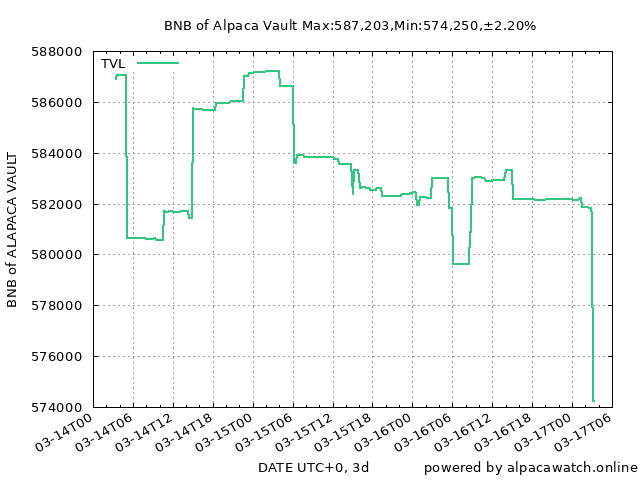 BNB of Alpaca Vault Max:587,203,Min:574,250,±2.20%
588000
TVL
586000
584000
582000
580000
578000
576000
574000
BNB of ALAPACA VAULT
03-14T00
03-14T06
03-14T12
03-14T18
03-15T00
03-15T06
03-15T12
03-15T18
03-16T00
03-16T06
03-16T12
03-16T18
03-17T00
03-17T06
DATE UTC+0, 3d
powered by alpacawatch.online